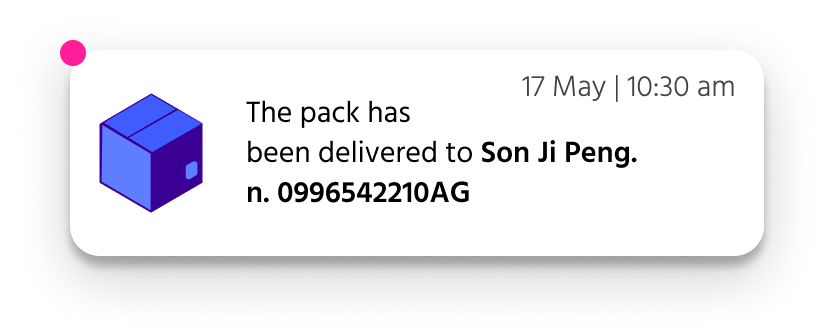 17 May | 10:30 am
The pack has
been delivered to Son Ji Peng.
n. 0996542210AG